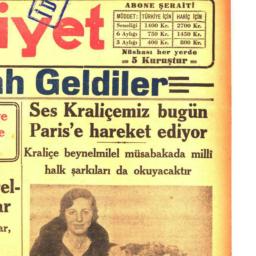 iyet
ABONE ŞERAİTİ
MÜDDET: TÜRKİYE İÇİN HARİÇ İÇİN
Seneliği 1400 Kr. 2700 Kr.
6 Aylığı 750 Kr. 1450 Kr.
3 Aylığı 400 Kr. 800 Kr.
Nüshası her yerde
5 Kuruştur
ah Geldiler
Ses Kraliçemiz bugün
Paris'e hareket ediyor
Kraliçe beynelmilel müsabakada millî
halk şarkıları da okuyacaktır
e
e
el-
ar
ar,